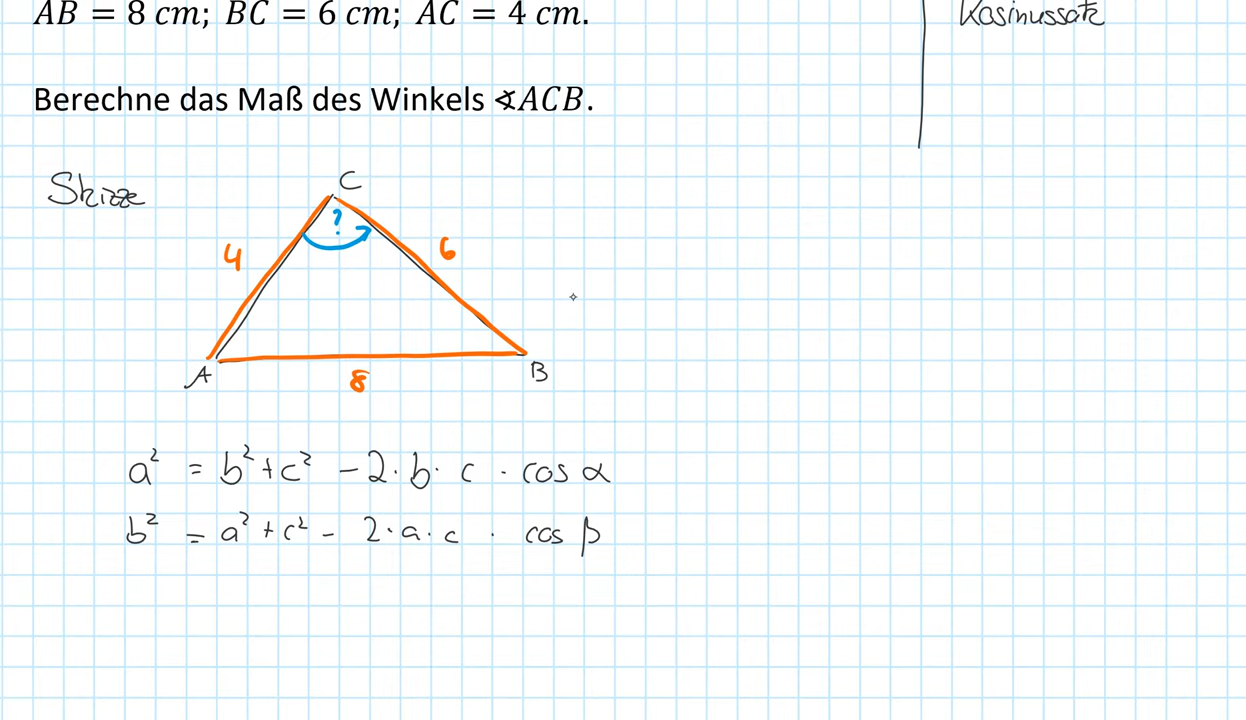 AB = 8 cm; BC = 6 cm; AC = 4 cm.
Kosinussatz
Berechne das Maß des Winkels ∢ACB.
Skizze
C
?
4
6
A
B
8
a² = b² + c² - 2 · b · c · cos α
b² = a² + c² - 2 · a · c · cos β